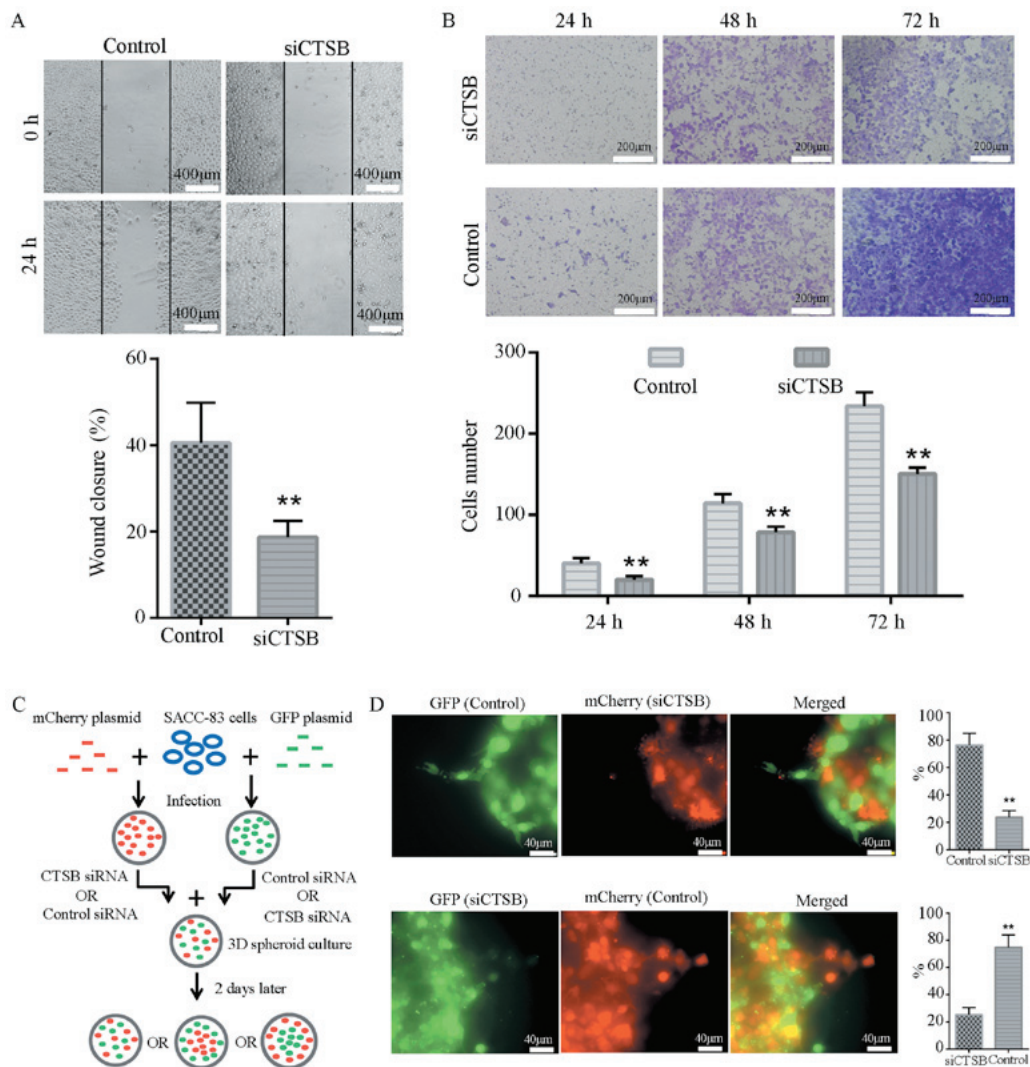 A
Control
siCTSB
0 h
400μm
400μm
24 h
400μm
400μm
60
40
20
0
Wound closure (%)
**
Control
siCTSB
B
24 h
48 h
72 h
siCTSB
200μm
200μm
200μm
Control
200μm
200μm
200μm
300
200
100
0
Cells number
Control
siCTSB
**
**
**
24 h
48 h
72 h
C
mCherry plasmid
SACC-83 cells
GFP plasmid
+
+
Infection
CTSB siRNA
OR
Control siRNA
+
Control siRNA
OR
CTSB siRNA
3D spheroid culture
2 days later
OR
OR
D
GFP (Control)
mCherry (siCTSB)
Merged
40μm
40μm
40μm
100
80
60
40
20
0
%
**
Control siCTSB
GFP (siCTSB)
mCherry (Control)
Merged
40μm
40μm
40μm
100
80
60
40
20
0
%
**
siCTSB Control